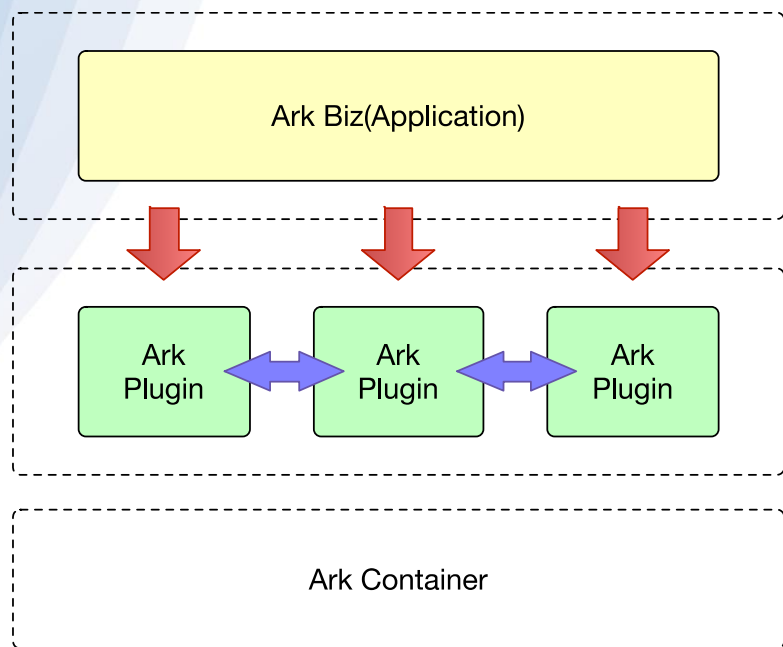 Ark Biz(Application)
Ark
Plugin
Ark
Plugin
Ark
Plugin
Ark Container